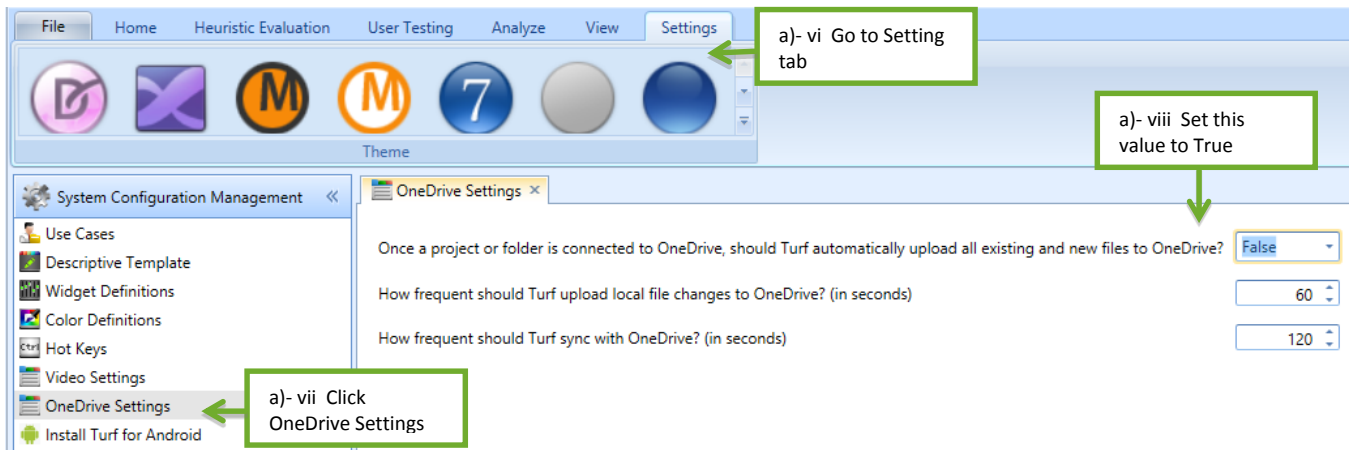 File Home Heuristic Evaluation User Testing Analyze View Settings
a)- vi Go to Setting
tab
M M 7
Theme
a)- viii Set this
value to True
System Configuration Management «
OneDrive Settings ×
Use Cases
Descriptive Template
Widget Definitions
Color Definitions
Ctrl Hot Keys
Video Settings
OneDrive Settings
Install Turf for Android
Once a project or folder is connected to OneDrive, should Turf automatically upload all existing and new files to OneDrive? False
How frequent should Turf upload local file changes to OneDrive? (in seconds) 60
How frequent should Turf sync with OneDrive? (in seconds) 120
a)- vii Click
OneDrive Settings